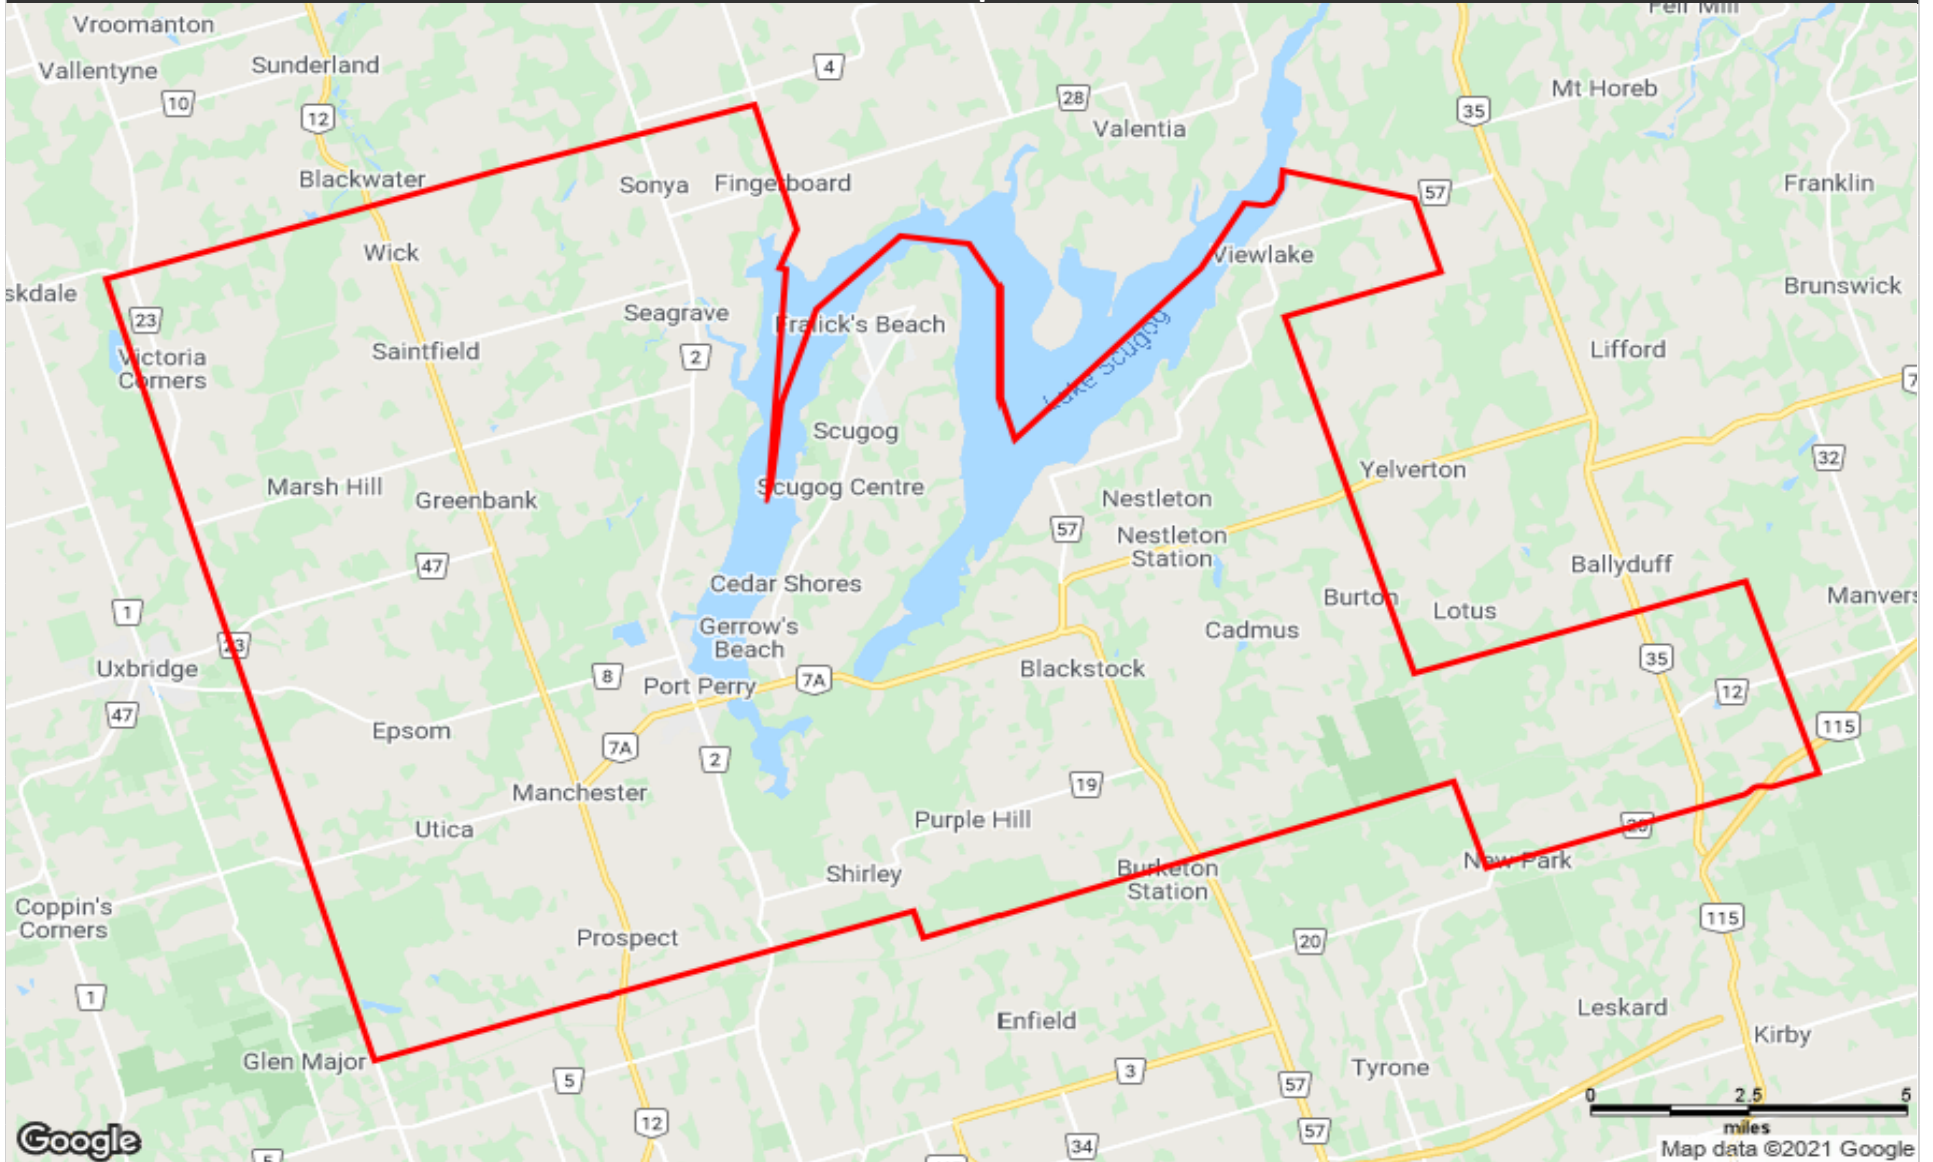 Fell Mill
Vroomanton
Sunderland
4
Vallentyne
10
28
Mt Horeb
35
12
Valentia
Blackwater
Sonya
Fingerboard
57
Franklin
Wick
Viewlake
skdale
Brunswick
23
Seagrave
Fralick's Beach
Victoria
Corners
Saintfield
2
Lake Scugog
Lifford
7
Scugog
32
Yelverton
Marsh Hill
Greenbank
Scugog Centre
Nestleton
57
Nestleton
Station
47
Ballyduff
Cedar Shores
Burton
Lotus
Manvers
1
Gerrow's
Beach
Cadmus
23
35
Uxbridge
8
Port Perry
7A
Blackstock
12
47
Epsom
7A
2
115
19
Manchester
Utica
Purple Hill
20
New Park
Shirley
Burketon
Station
Coppin's
Corners
115
Prospect
20
1
Leskard
Enfield
Kirby
Glen Major
5
3
Tyrone
57
0 2.5 5
miles
12
57
34
5
Google
Map data ©2021 Google